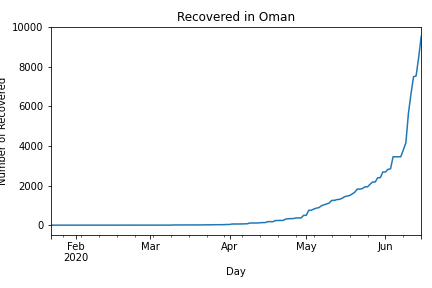 Recovered in Oman
10000
8000
6000
4000
2000
0
Number of Recovered
Feb
2020
Mar
Apr
May
Jun
Day